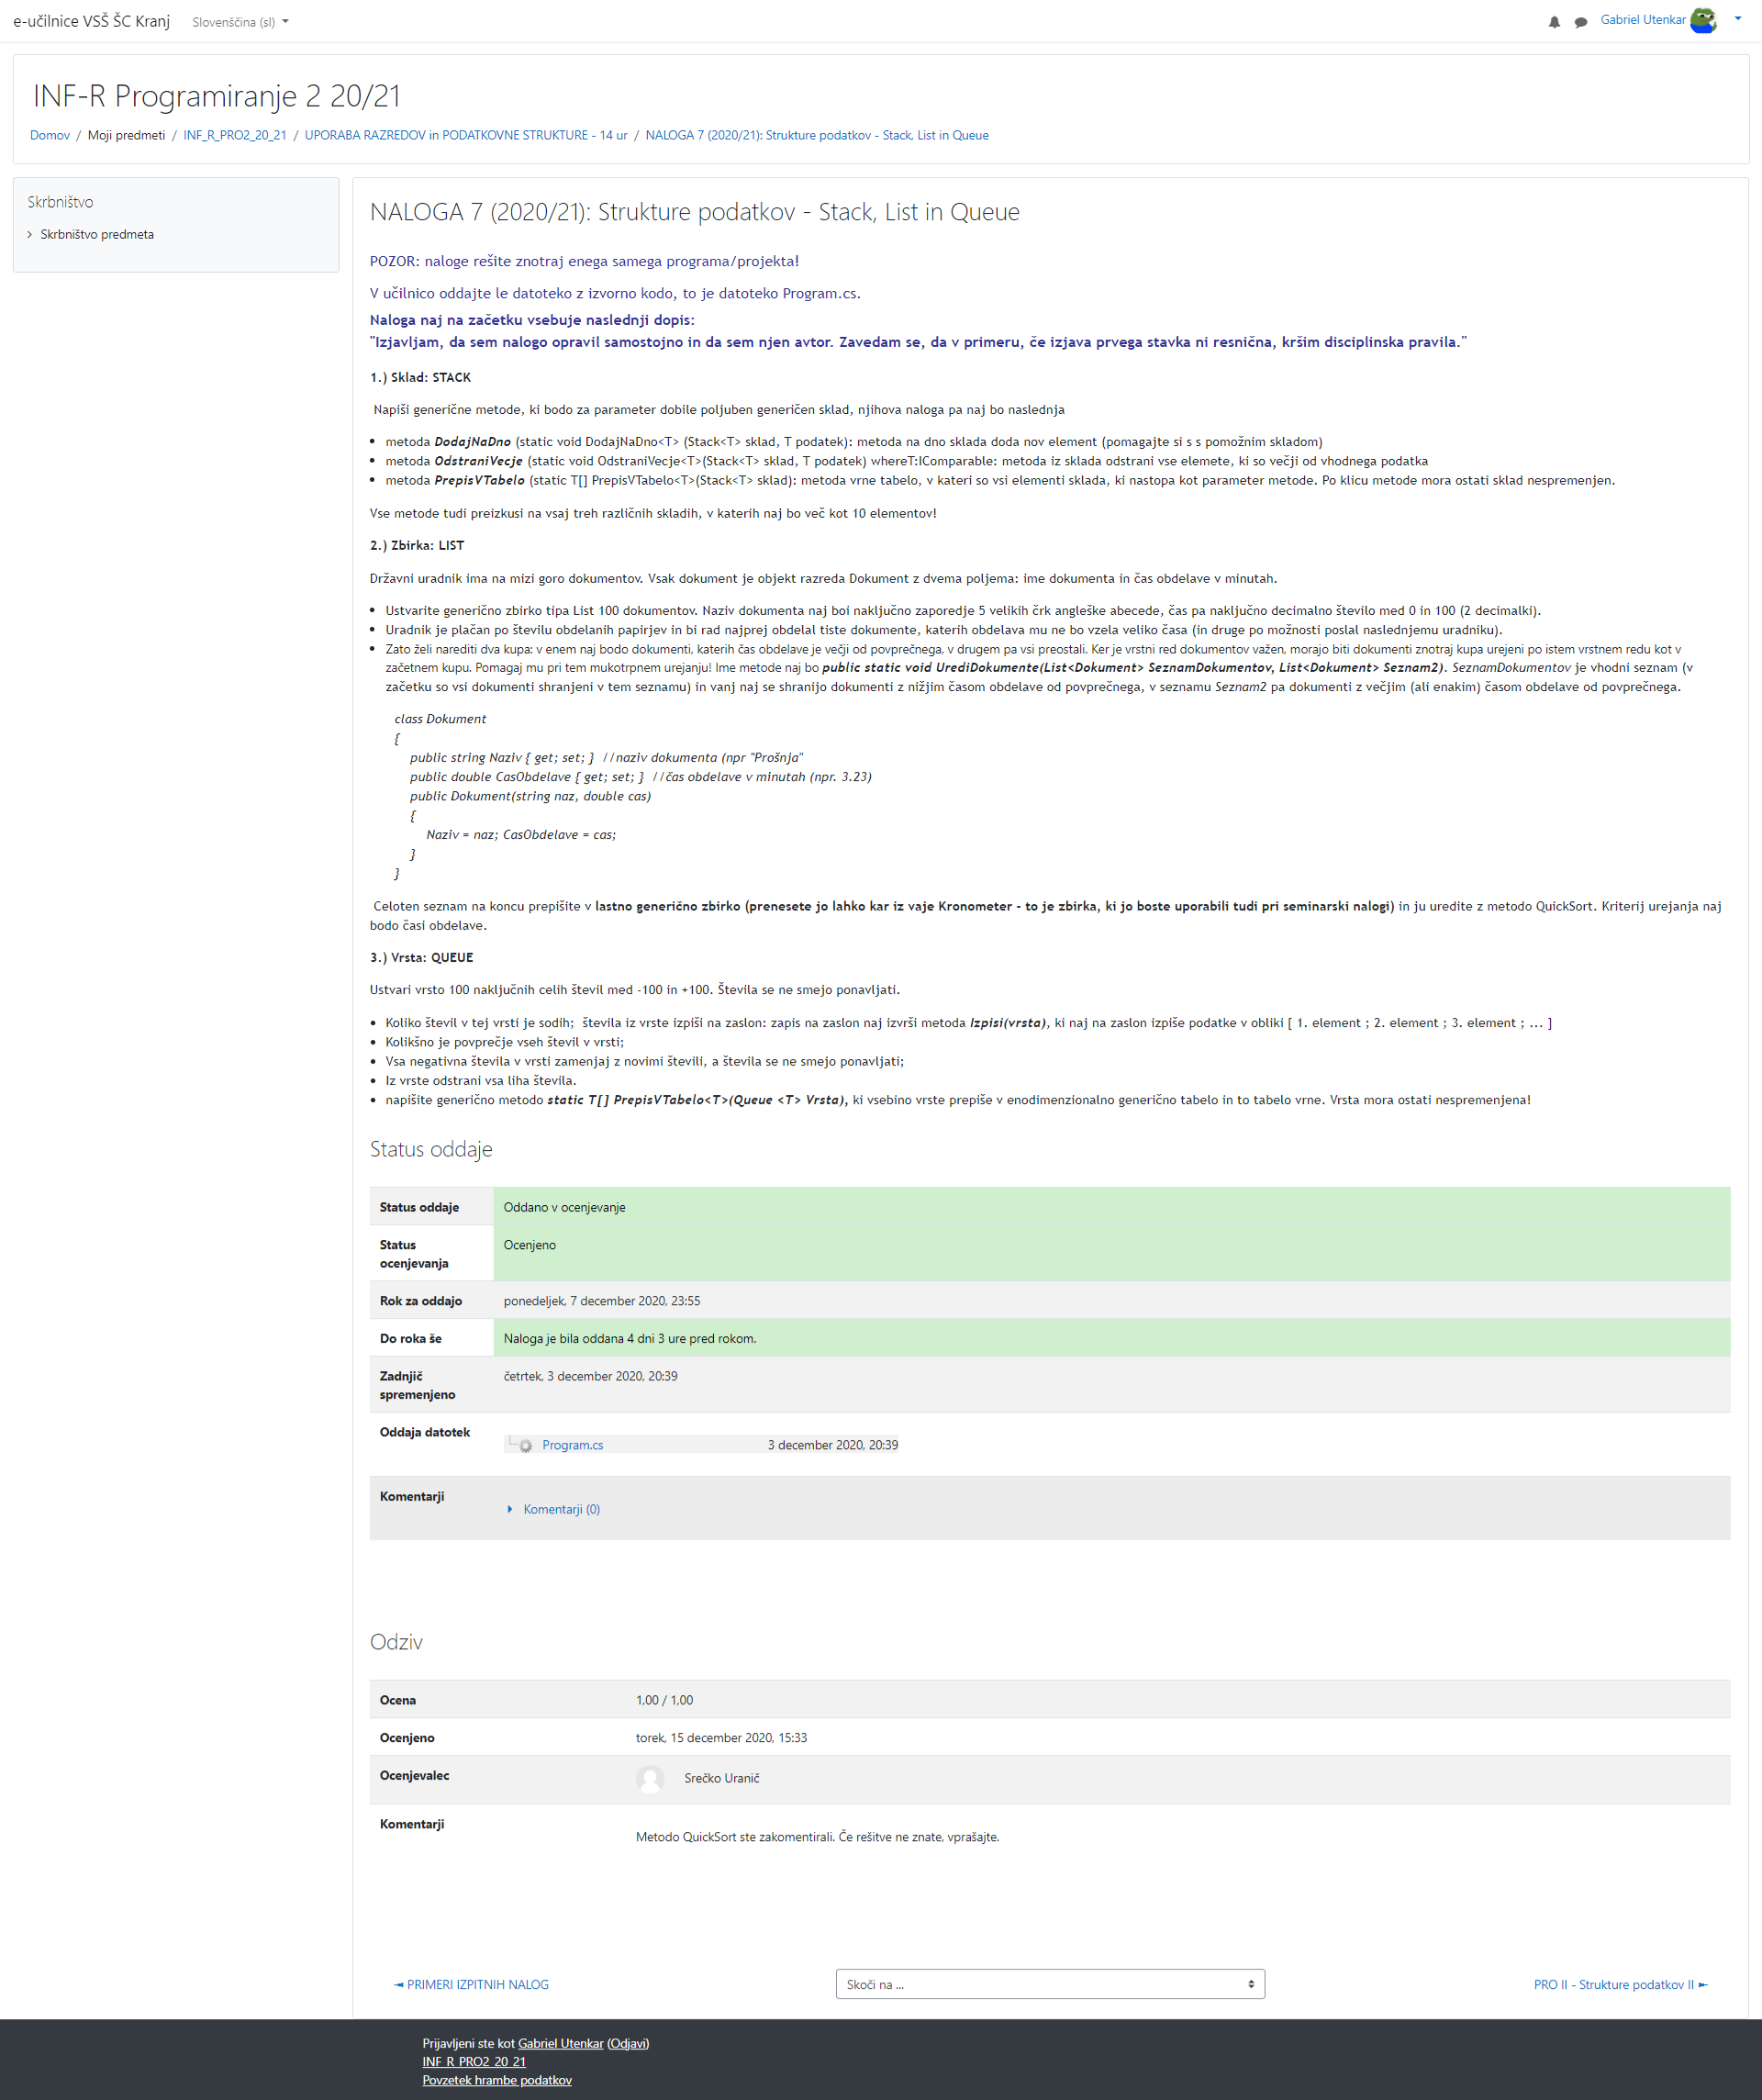 e-učilnice VSŠ ŠC Kranj
Slovenščina (sl)
Gabriel Utenkar
INF-R Programiranje 2 20/21
Domov / Moji predmeti / INF_R_PRO2_20_21 / UPORABA RAZREDOV in PODATKOVNE STRUKTURE - 14 ur / NALOGA 7 (2020/21): Strukture podatkov - Stack, List in Queue
Skrbništvo
Skrbništvo predmeta
NALOGA 7 (2020/21): Strukture podatkov - Stack, List in Queue
POZOR: naloge rešite znotraj enega samega programa/projekta!
V učilnico oddajte le datoteko z izvorno kodo, to je datoteko Program.cs.
Naloga naj na začetku vsebuje naslednji dopis:
"Izjavljam, da sem nalogo opravil samostojno in da sem njen avtor. Zavedam se, da v primeru, če izjava prvega stavka ni resnična, kršim disciplinska pravila."
1.) Sklad: STACK
Napiši generične metode, ki bodo za parameter dobile poljuben generičen sklad, njihova naloga pa naj bo naslednja
• metoda DodajNaDno (static void DodajNaDno<T> (Stack<T> sklad, T podatek): metoda na dno sklada doda nov element (pomagajte si s s pomožnim skladom)
• metoda OdstraniVecje (static void OdstraniVecje<T>(Stack<T> sklad, T podatek) whereT:IComparable: metoda iz sklada odstrani vse elemete, ki so večji od vhodnega podatka
• metoda PrepisVTabelo (static T[] PrepisVTabelo<T>(Stack<T> sklad): metoda vrne tabelo, v kateri so vsi elementi sklada, ki nastopa kot parameter metode. Po klicu metode mora ostati sklad nespremenjen.
Vse metode tudi preizkusi na vsaj treh različnih skladih, v katerih naj bo več kot 10 elementov!
2.) Zbirka: LIST
Državni uradnik ima na mizi goro dokumentov. Vsak dokument je objekt razreda Dokument z dvema poljema: ime dokumenta in čas obdelave v minutah.
• Ustvarite generično zbirko tipa List 100 dokumentov. Naziv dokumenta naj boi naključno zaporedje 5 velikih črk angleške abecede, čas pa naključno decimalno število med 0 in 100 (2 decimalki).
• Uradnik je plačan po številu obdelanih papirjev in bi rad najprej obdelal tiste dokumente, katerih obdelava mu ne bo vzela veliko časa (in druge po možnosti poslal naslednjemu uradniku).
• Zato želi narediti dva kupa: v enem naj bodo dokumenti, katerih čas obdelave je večji od povprečnega, v drugem pa vsi preostali. Ker je vrstni red dokumentov važen, morajo biti dokumenti znotraj kupa urejeni po istem vrstnem redu kot v
začetnem kupu. Pomagaj mu pri tem mukotrpnem urejanju! Ime metode naj bo public static void UrediDokumente(List<Dokument> SeznamDokumentov, List<Dokument> Seznam2). SeznamDokumentov je vhodni seznam (v
začetku so vsi dokumenti shranjeni v tem seznamu) in vanj naj se shranijo dokumenti z nižjim časom obdelave od povprečnega, v seznamu Seznam2 pa dokumenti z večjim (ali enakim) časom obdelave od povprečnega.
class Dokument
{
public string Naziv { get; set; } //naziv dokumenta (npr "Prošnja"
public double CasObdelave { get; set; } //čas obdelave v minutah (npr. 3.23)
public Dokument(string naz, double cas)
{
Naziv = naz; CasObdelave = cas;
}
}
Celoten seznam na koncu prepišite v lastno generično zbirko (prenesete jo lahko kar iz vaje Kronometer - to je zbirka, ki jo boste uporabili tudi pri seminarski nalogi) in ju uredite z metodo QuickSort. Kriterij urejanja naj
bodo časi obdelave.
3.) Vrsta: QUEUE
Ustvari vrsto 100 naključnih celih števil med -100 in +100. Števila se ne smejo ponavljati.
• Koliko števil v tej vrsti je sodih; števila iz vrste izpiši na zaslon: zapis na zaslon naj izvrši metoda Izpisi(vrsta), ki naj na zaslon izpiše podatke v obliki [ 1. element ; 2. element ; 3. element ; ... ]
• Kolikšno je povprečje vseh števil v vrsti;
• Vsa negativna števila v vrsti zamenjaj z novimi števili, a števila se ne smejo ponavljati;
• Iz vrste odstrani vsa liha števila.
• napišite generično metodo static T[] PrepisVTabelo<T>(Queue <T> Vrsta), ki vsebino vrste prepiše v enodimenzionalno generično tabelo in to tabelo vrne. Vrsta mora ostati nespremenjena!
Status oddaje
Status oddaje Oddano v ocenjevanje
Status ocenjevanja Ocenjeno
Rok za oddajo ponedeljek, 7 december 2020, 23:55
Do roka še Naloga je bila oddana 4 dni 3 ure pred rokom.
Zadnjič spremenjeno četrtek, 3 december 2020, 20:39
Oddaja datotek
Program.cs 3 december 2020, 20:39
Komentarji
Komentarji (0)
Odziv
Ocena 1,00 / 1,00
Ocenjeno torek, 15 december 2020, 15:33
Ocenjevalec Srečko Uranič
Komentarji
Metodo QuickSort ste zakomentirali. Če rešitve ne znate, vprašajte.
◄ PRIMERI IZPITNIH NALOG
Skoči na ...
PRO II - Strukture podatkov II ►
Prijavljeni ste kot Gabriel Utenkar (Odjavi)
INF_R_PRO2_20_21
Povzetek hrambe podatkov